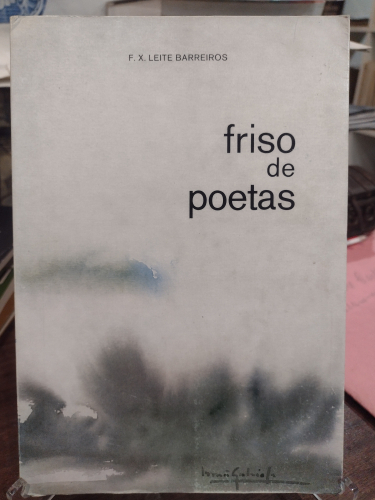 F. X. LEITE BARREIROS
friso
de
poetas